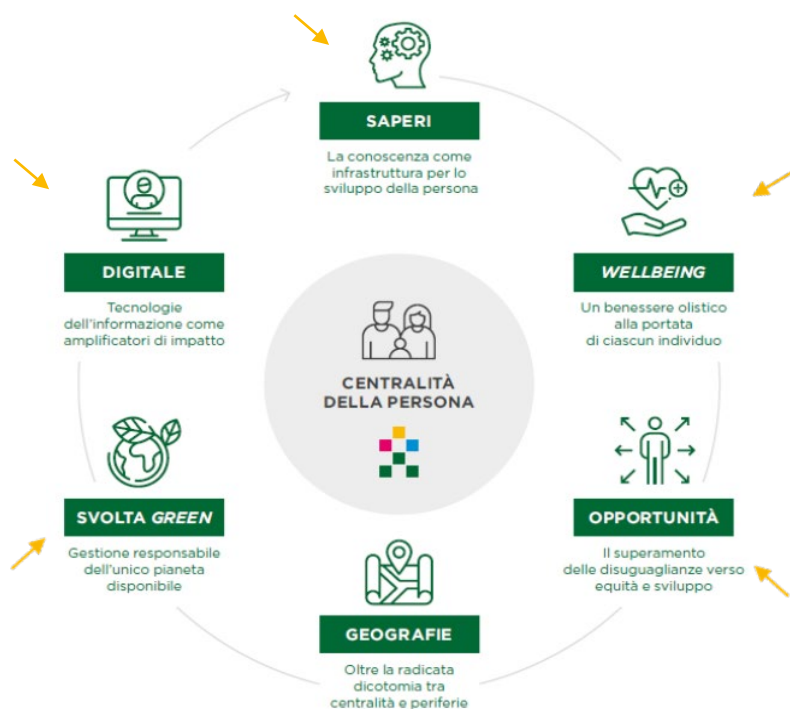 SAPERI
La conoscenza come
infrastruttura per lo
sviluppo della persona
DIGITALE
Tecnologie
dell'informazione come
amplificatori di impatto
WELLBEING
Un benessere olistico
alla portata
di ciascun individuo
CENTRALITÀ
DELLA PERSONA
SVOLTA GREEN
Gestione responsabile
dell'unico pianeta
disponibile
OPPORTUNITÀ
Il superamento
delle disuguaglianze verso
equità e sviluppo
GEOGRAFIE
Oltre la radicata
dicotomia tra
centralità e periferie